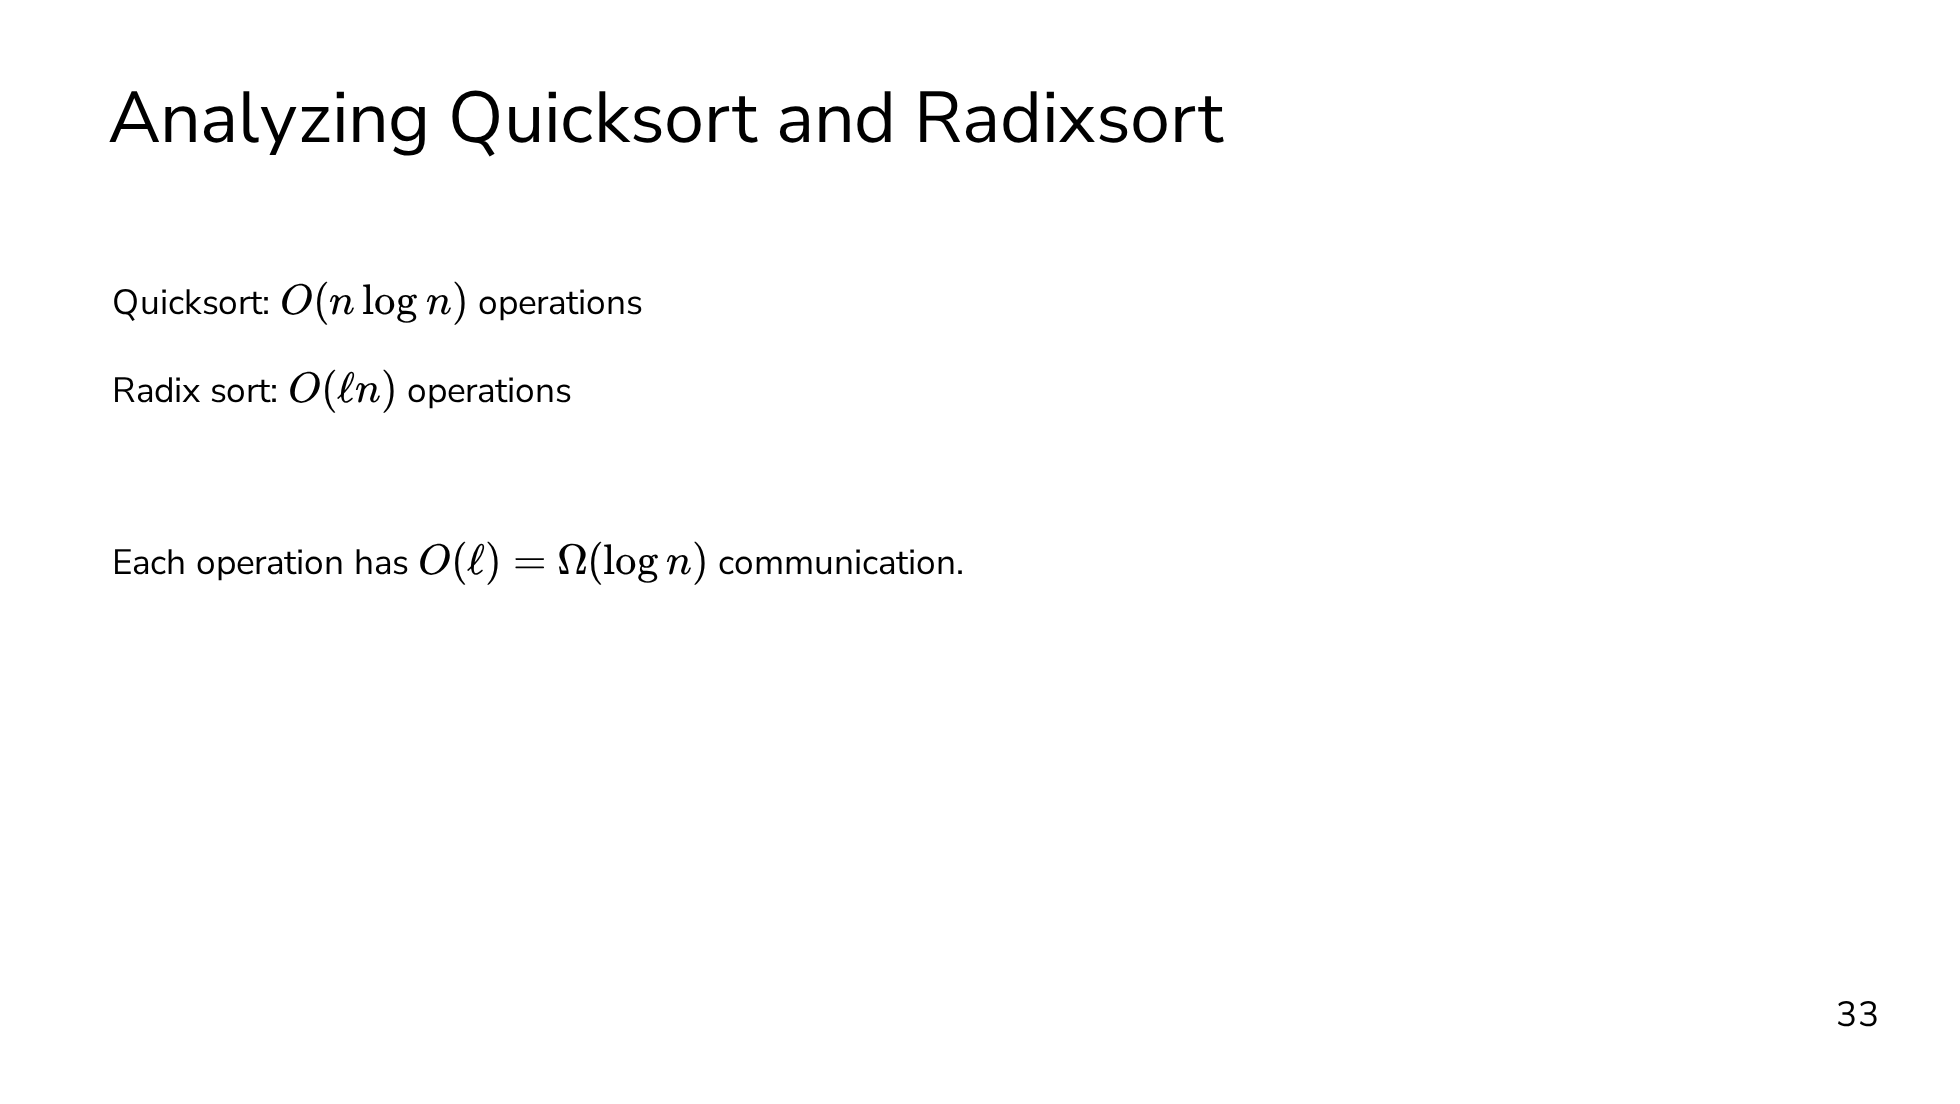 Analyzing Quicksort and Radixsort
Quicksort: O(n log n) operations
Radix sort: O(ℓn) operations
Each operation has O(ℓ) = Ω(log n) communication.
33